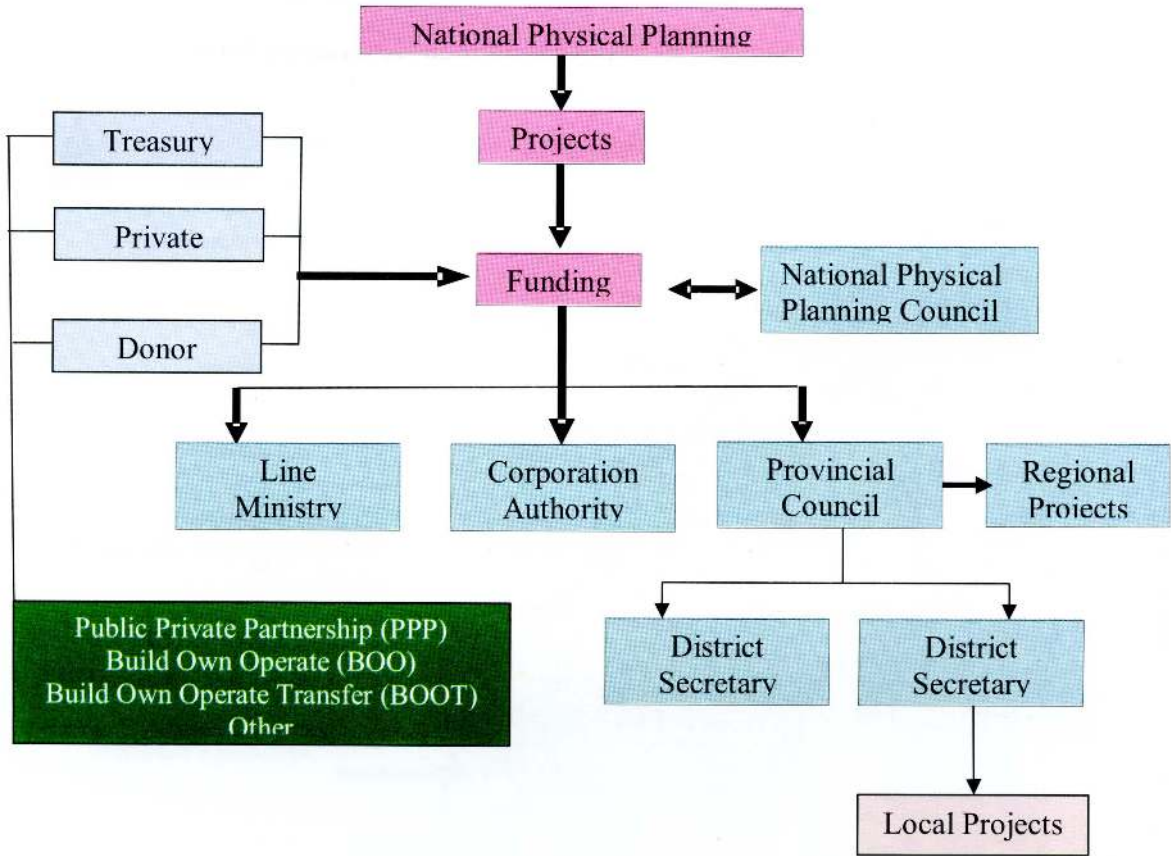 National Physical Planning
Projects
Treasury
Private
Donor
Funding
National Physical
Planning Council
Line
Ministry
Corporation
Authority
Provincial
Council
Regional
Projects
Public Private Partnership (PPP)
Build Own Operate (BOO)
Build Own Operate Transfer (BOOT)
Other
District
Secretary
District
Secretary
Local Projects